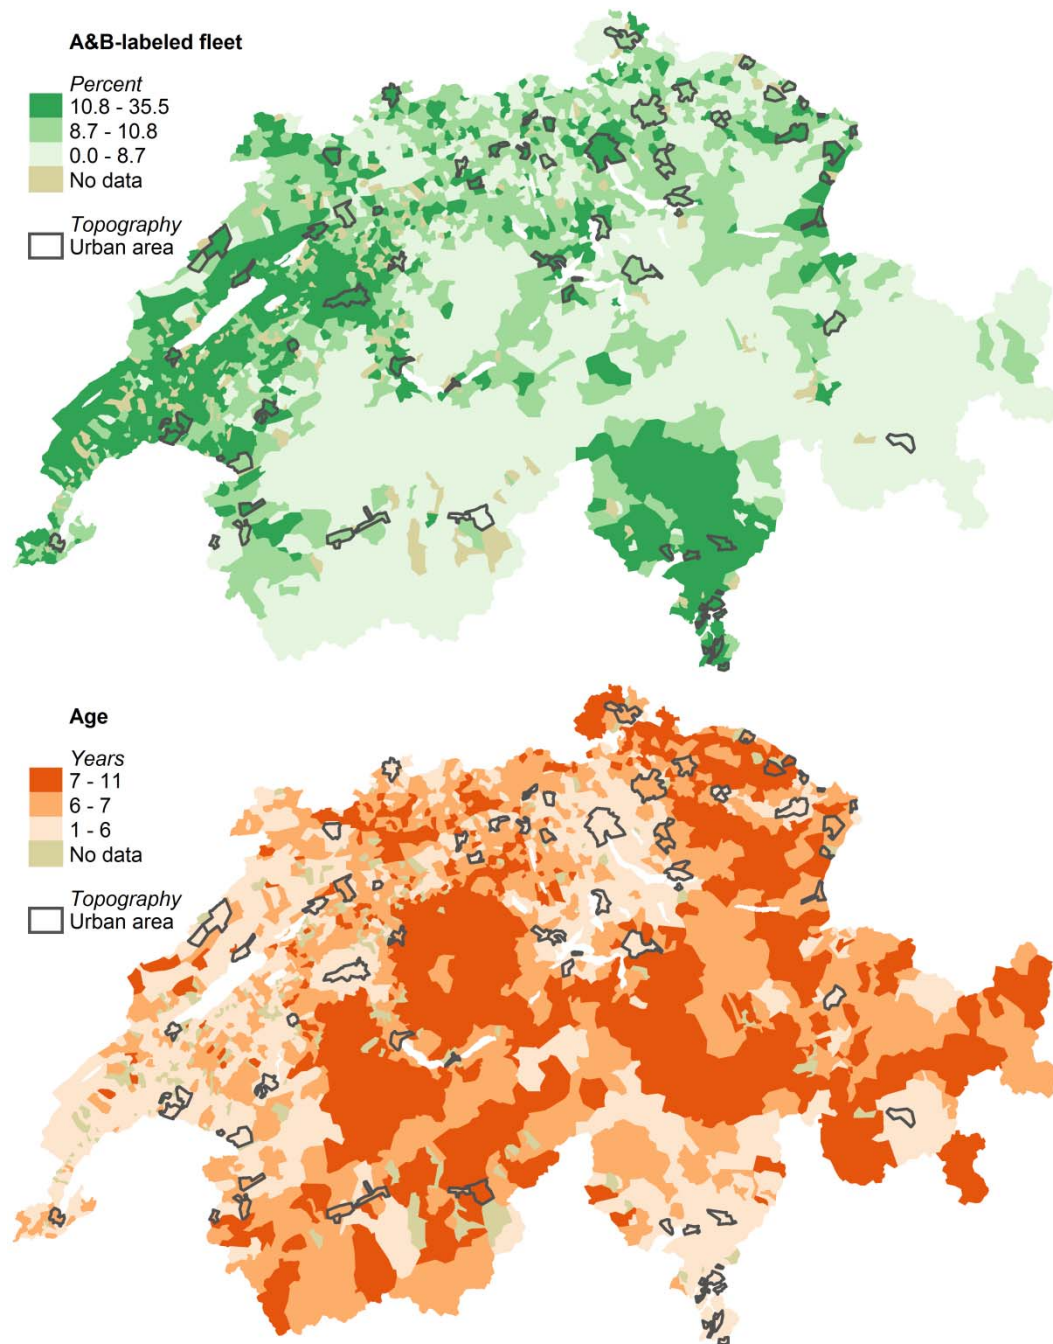 A&B-labeled fleet
Percent
10.8 - 35.5
8.7 - 10.8
0.0 - 8.7
No data
Topography
Urban area
Age
Years
7 - 11
6 - 7
1 - 6
No data
Topography
Urban area